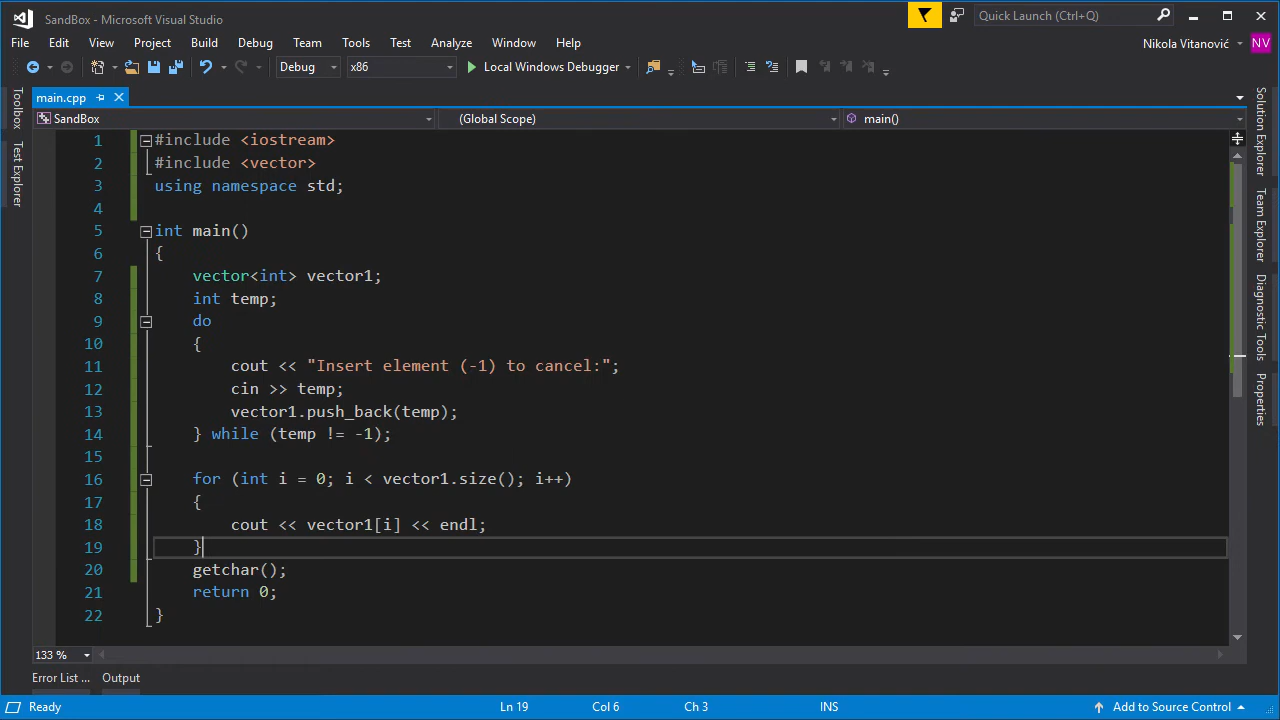 SandBox - Microsoft Visual Studio
Quick Launch (Ctrl+Q)
File Edit View Project Build Debug Team Tools Test Analyze Window Help
Nikola Vitanović NV
Debug x86 Local Windows Debugger
main.cpp
SandBox (Global Scope) main()
Toolbox
Test Explorer
1 #include <iostream>
2 #include <vector>
3 using namespace std;
4
5 int main()
6 {
7 vector<int> vector1;
8 int temp;
9 do
10 {
11 cout << "Insert element (-1) to cancel:";
12 cin >> temp;
13 vector1.push_back(temp);
14 } while (temp != -1);
15
16 for (int i = 0; i < vector1.size(); i++)
17 {
18 cout << vector1[i] << endl;
19 }
20 getchar();
21 return 0;
22 }
Solution Explorer
Team Explorer
Diagnostic Tools
Properties
133 %
Error List ... Output
Ready Ln 19 Col 6 Ch 3 INS Add to Source Control